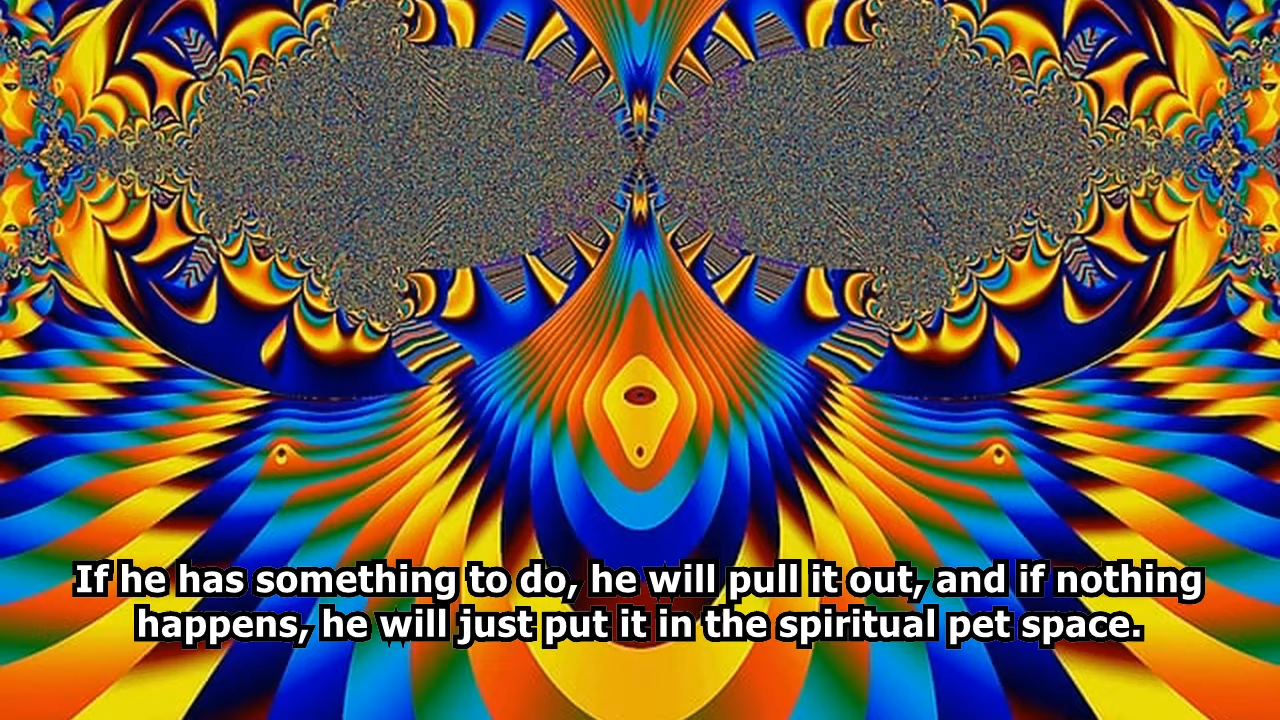 If he has something to do, he will pull it out, and if nothing
happens, he will just put it in the spiritual pet space.